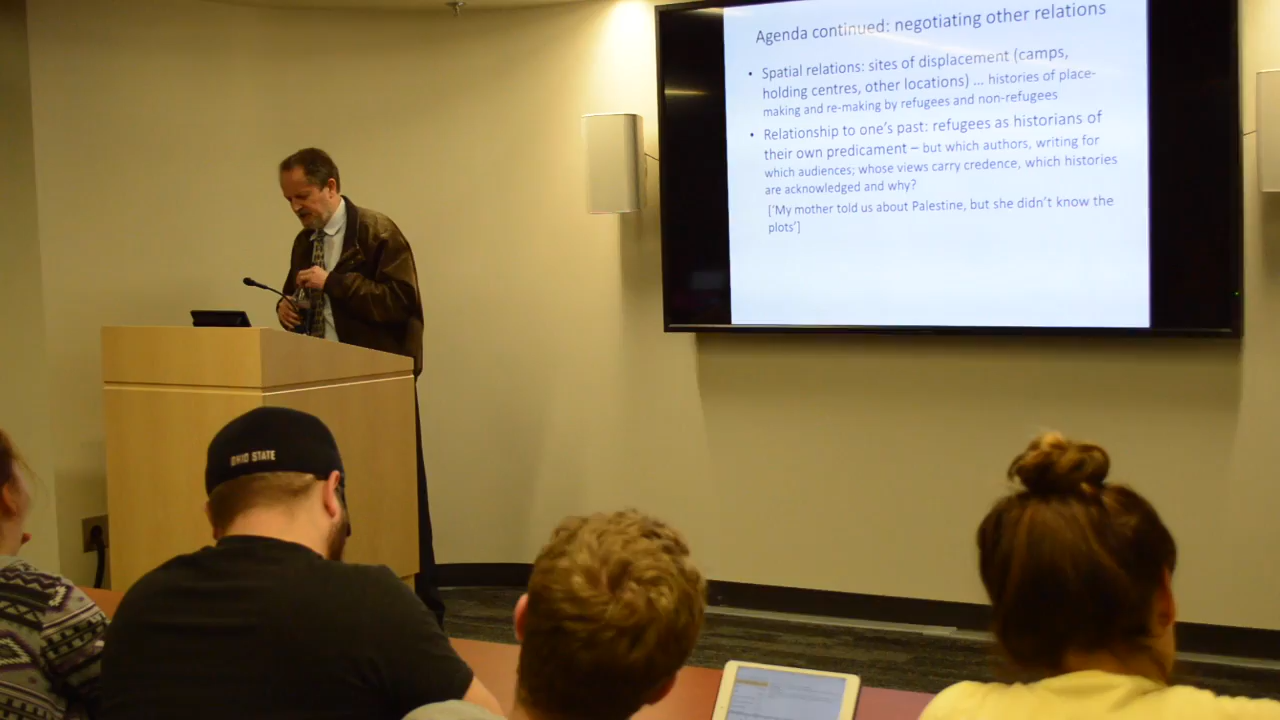 Agenda continued: negotiating other relations
• Spatial relations: sites of displacement (camps,
holding centres, other locations) ... histories of place-
making and re-making by refugees and non-refugees
• Relationship to one's past: refugees as historians of
their own predicament – but which authors, writing for
which audiences; whose views carry credence, which histories
are acknowledged and why?
['My mother told us about Palestine, but she didn't know the
plots']
OHIO STATE